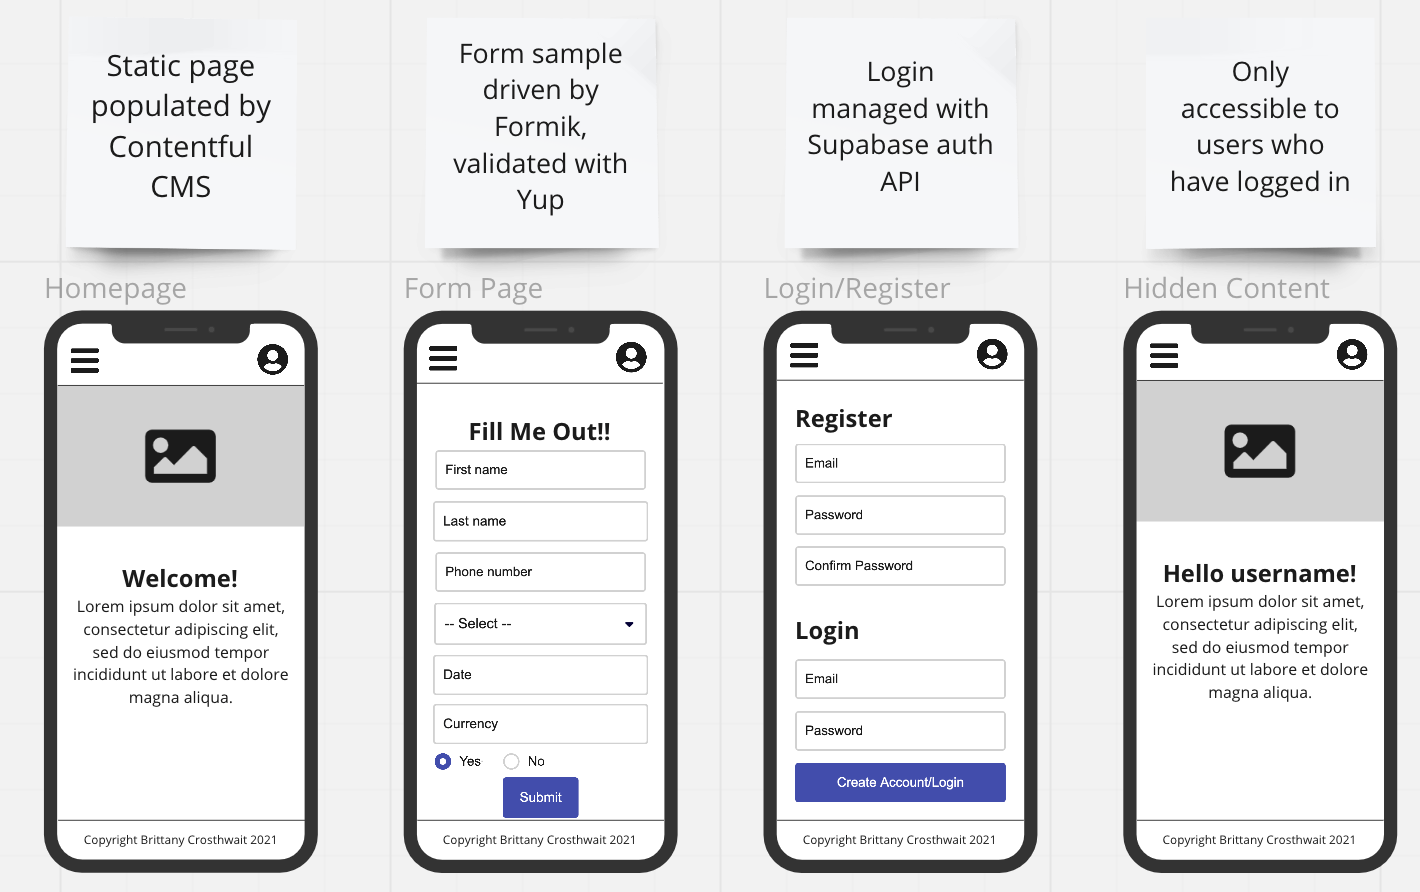 Static page
populated by
Contentful
CMS
Form sample
driven by
Formik,
validated with
Yup
Login
managed with
Supabase auth
API
Only
accessible to
users who
have logged in
Homepage
Form Page
Login/Register
Hidden Content
Welcome!
Lorem ipsum dolor sit amet,
consectetur adipiscing elit,
sed do eiusmod tempor
incididunt ut labore et dolore
magna aliqua.
Copyright Brittany Crosthwait 2021
Fill Me Out!!
First name
Last name
Phone number
-- Select --
Date
Currency
Yes No
Submit
Copyright Brittany Crosthwait 2021
Register
Email
Password
Confirm Password
Login
Email
Password
Create Account/Login
Copyright Brittany Crosthwait 2021
Hello username!
Lorem ipsum dolor sit amet,
consectetur adipiscing elit,
sed do eiusmod tempor
incididunt ut labore et dolore
magna aliqua.
Copyright Brittany Crosthwait 2021